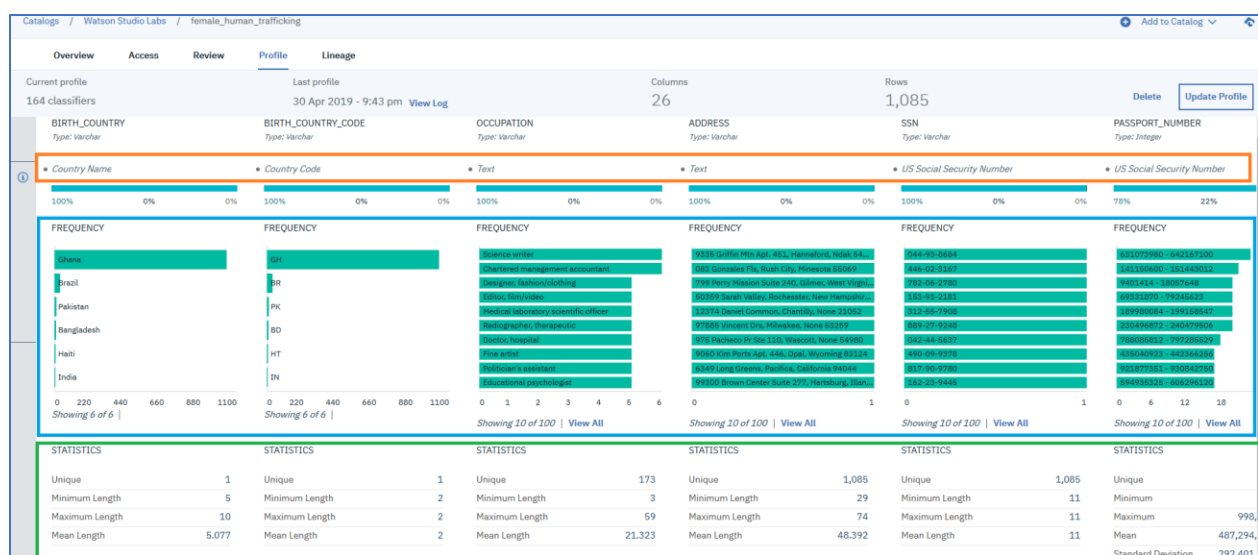 Catalogs / Watson Studio Labs / female_human_trafficking
Add to Catalog
Overview Access Review Profile Lineage
Current profile Last profile Columns Rows
164 classifiers 30 Apr 2019 - 9:43 pm View Log 26 1,085 Delete Update Profile
BIRTH_COUNTRY BIRTH_COUNTRY_CODE OCCUPATION ADDRESS SSN PASSPORT_NUMBER
Type: Varchar Type: Varchar Type: Varchar Type: Varchar Type: Varchar Type: Integer
• Country Name • Country Code • Text • Text • US Social Security Number • US Social Security Number
100% 0% 0% 100% 0% 0% 100% 0% 0% 100% 0% 0% 100% 0% 0% 78% 22%
FREQUENCY FREQUENCY FREQUENCY FREQUENCY FREQUENCY FREQUENCY
Ghana
Brazil
Pakistan
Bangladesh
Haiti
India
0 220 440 660 880 1100
Showing 6 of 6 |
GH
BR
PK
BD
HT
IN
0 220 440 660 880 1100
Showing 6 of 6 |
Science writer
Chartered management accountant
Designer, fashion/clothing
Editor, film/video
Medical laboratory scientific officer
Radiographer, therapeutic
Doctor, hospital
Fine artist
Politician's assistant
Educational psychologist
0 1 2 3 4 5 6
Showing 10 of 100 | View All
9335 Griffin Mtn Apt. 451, Hannaford, Ndak 54...
083 Gonzales Fls, Rush City, Minesota 55069
799 Perry Mission Suite 240, Gilmer, West Virgni...
50359 Sarah Valley, Rochesster, New Hampshir...
12374 Daniel Common, Chantilly, None 21052
97885 Vincent Drs, Milwakee, None 53259
975 Pacheco Pr Ste 110, Wascott, None 54980
9060 Kim Ports Apt. 446, Opal, Wyoming 83124
6349 Long Greens, Pacifica, California 94044
99300 Brown Center Suite 277, Hartsburg, Illan...
0 1
Showing 10 of 100 | View All
044-93-8684
446-02-3167
782-06-2780
153-93-2181
312-55-7908
889-27-9248
042-44-5637
490-09-9378
817-90-9780
162-23-9445
0 1
Showing 10 of 100 | View All
631073980 - 642167100
141150600 - 151443012
9401414 - 18057648
69331870 - 79245623
189980084 - 199158547
230496872 - 240479506
788085812 - 797285529
435040923 - 442366256
921877351 - 930842750
594935325 - 606296120
0 6 12 18
Showing 10 of 100 | View All
STATISTICS STATISTICS STATISTICS STATISTICS STATISTICS STATISTICS
Unique 1 Unique 1 Unique 173 Unique 1,085 Unique 1,085 Unique
Minimum Length 5 Minimum Length 2 Minimum Length 3 Minimum Length 29 Minimum Length 11 Minimum
Maximum Length 10 Maximum Length 2 Maximum Length 59 Maximum Length 74 Maximum Length 11 Maximum 998,
Mean Length 5.077 Mean Length 2 Mean Length 21.323 Mean Length 48.392 Mean Length 11 Mean 487,294
Standard Deviation 292,401